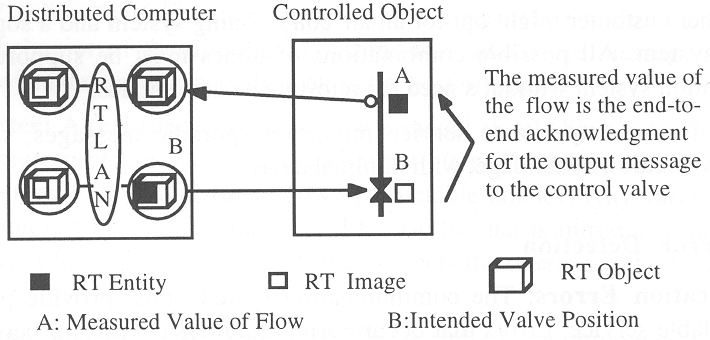 Distributed Computer
Controlled Object
R
T
L
A
N
B
A
B
The measured value of
the flow is the end-to-
end acknowledgment
for the output message
to the control valve
RT Entity
RT Image
RT Object
A: Measured Value of Flow
B:Intended Valve Position